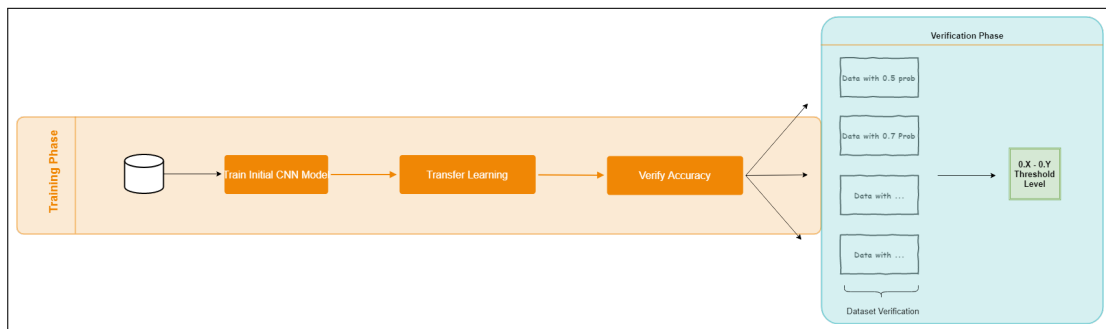 Verification Phase
Data with 0.5 prob
Data with 0.7 Prob
Training Phase
Train Initial CNN Model
Transfer Learning
Verify Accuracy
0.X - 0.Y
Threshold
Level
Data with ...
Data with ...
Dataset Verification